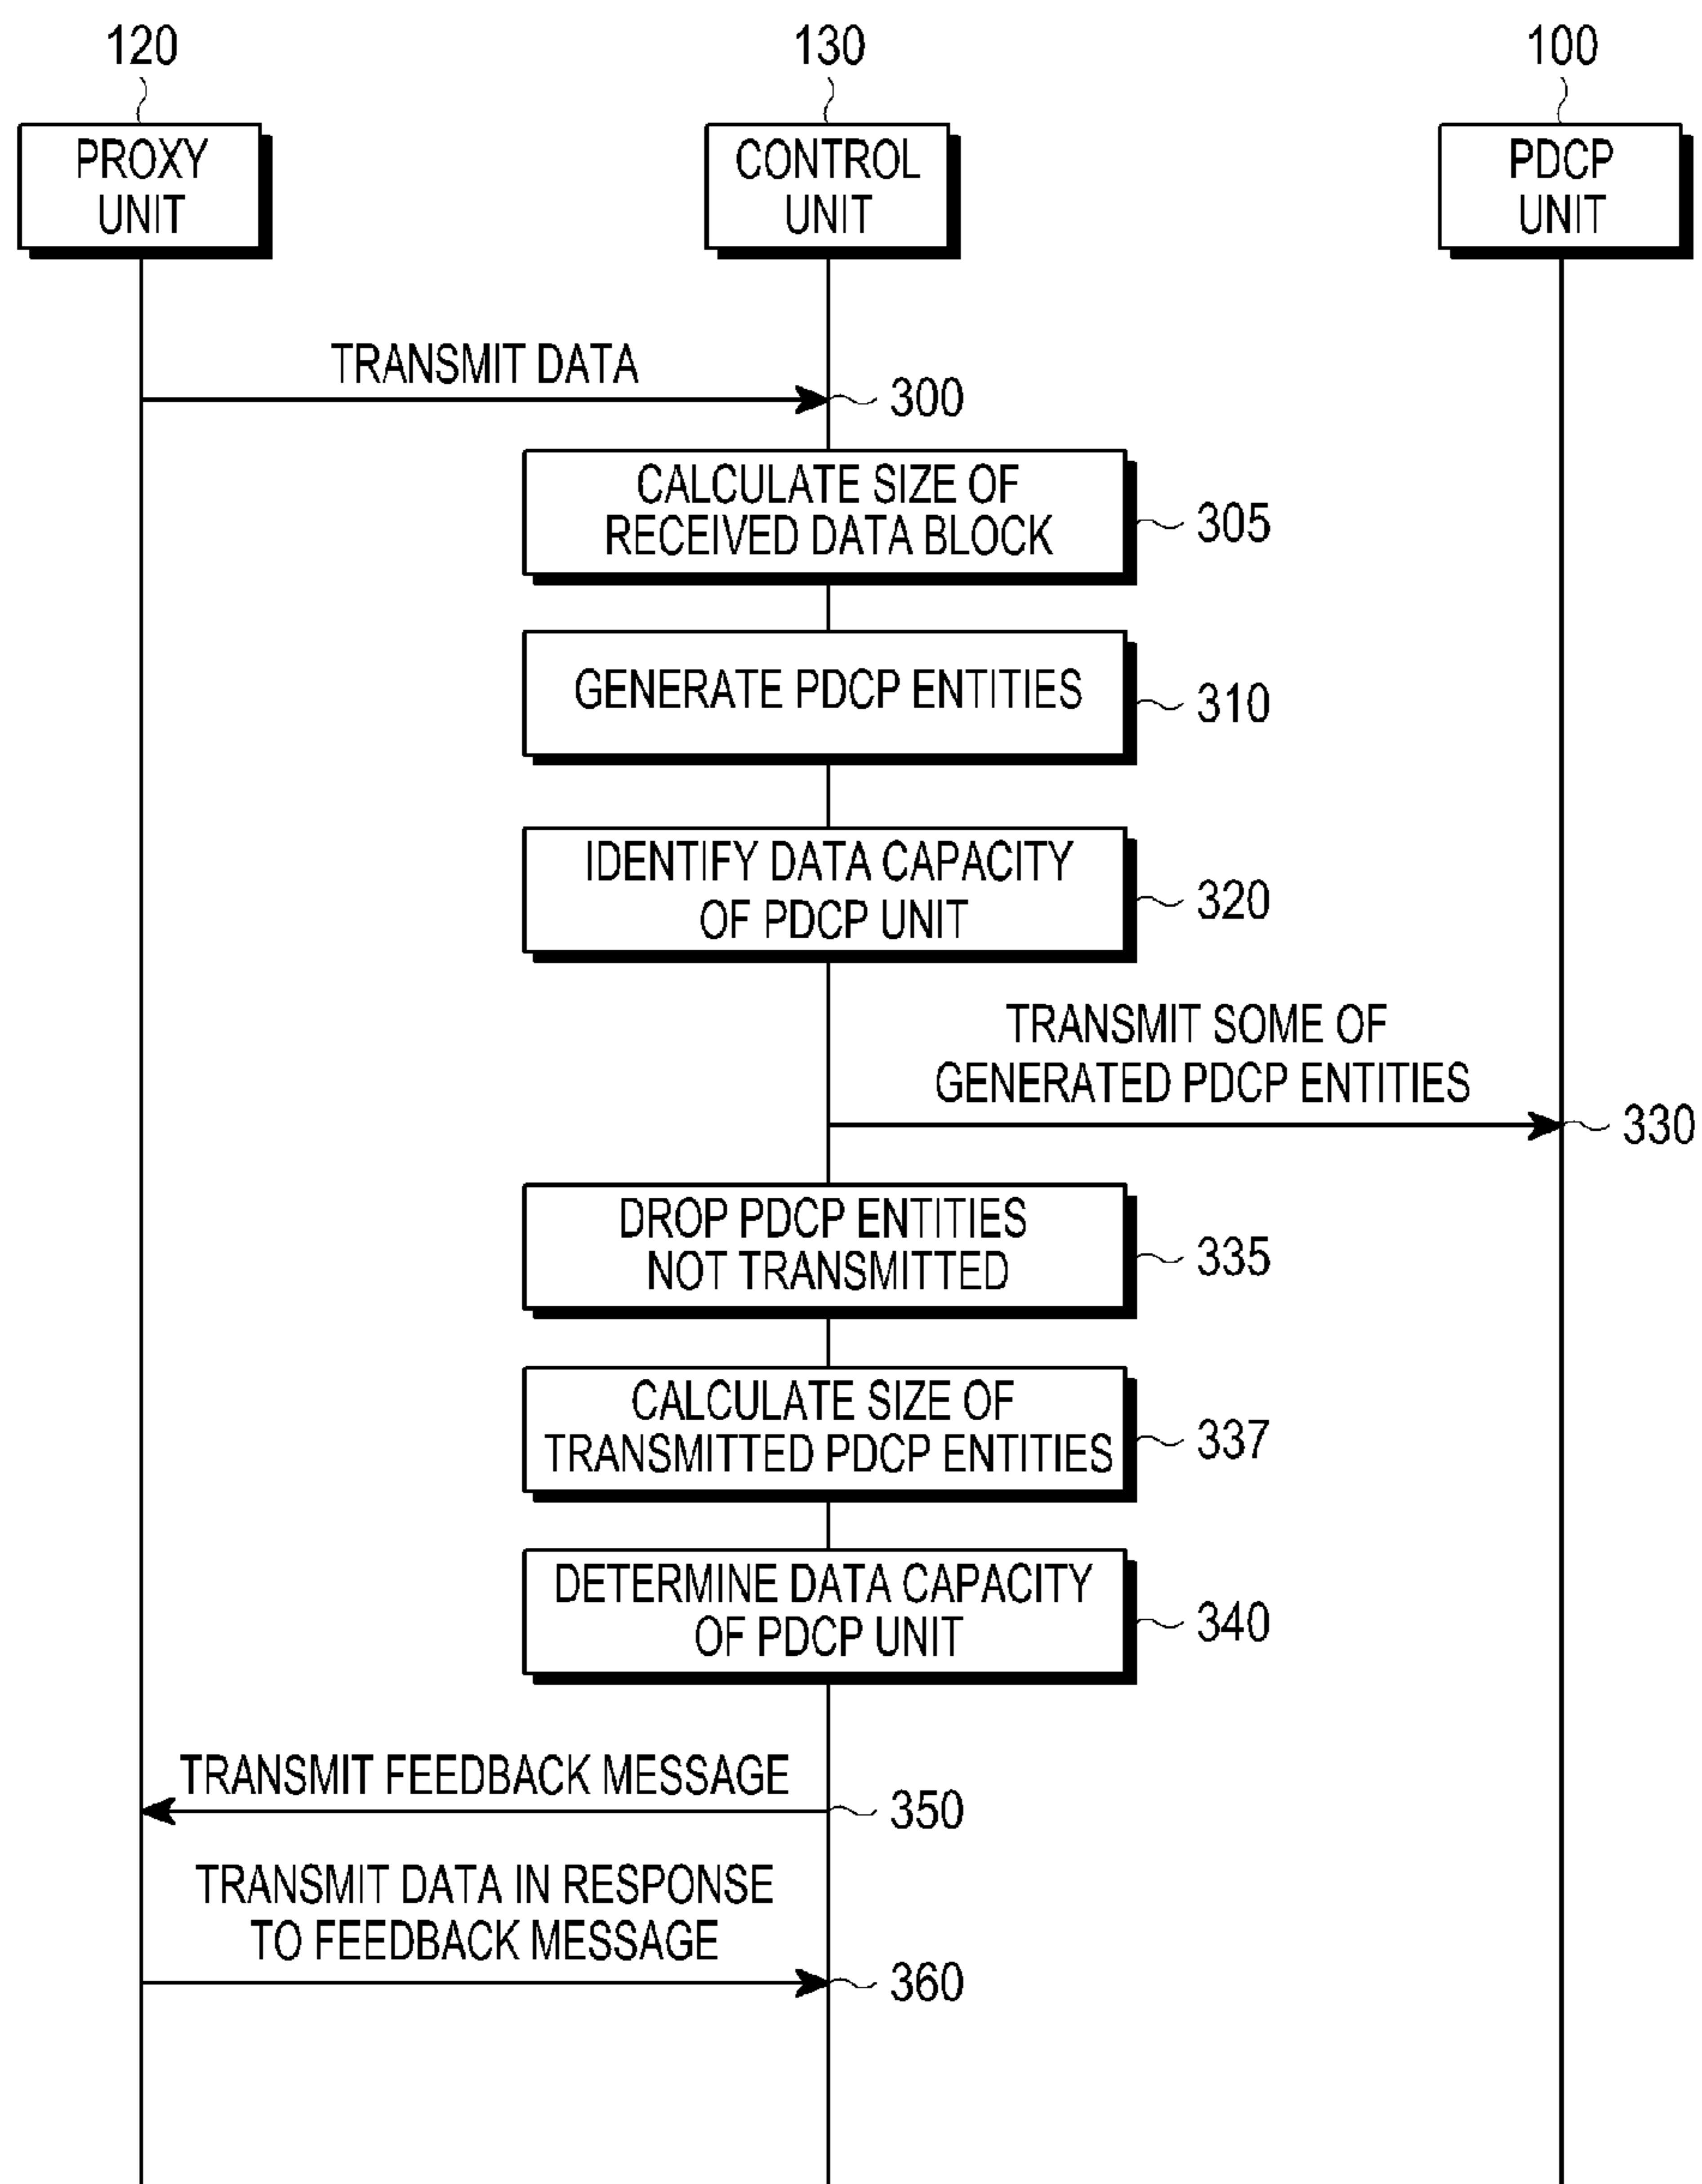 120
130
100
PROXY
UNIT
CONTROL
UNIT
PDCP
UNIT
TRANSMIT DATA
300
CALCULATE SIZE OF
RECEIVED DATA BLOCK
305
GENERATE PDCP ENTITIES
310
IDENTIFY DATA CAPACITY
OF PDCP UNIT
320
TRANSMIT SOME OF
GENERATED PDCP ENTITIES
330
DROP PDCP ENTITIES
NOT TRANSMITTED
335
CALCULATE SIZE OF
TRANSMITTED PDCP ENTITIES
337
DETERMINE DATA CAPACITY
OF PDCP UNIT
340
TRANSMIT FEEDBACK MESSAGE
350
TRANSMIT DATA IN RESPONSE
TO FEEDBACK MESSAGE
360